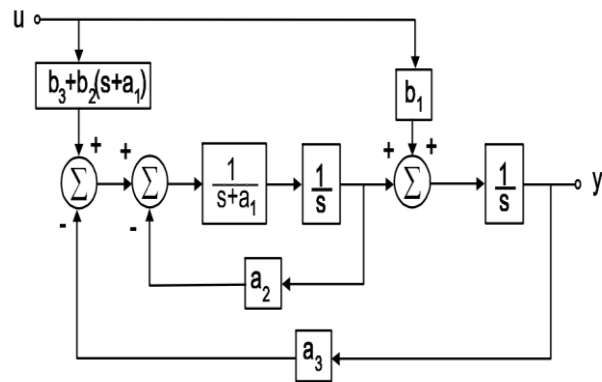 u
b₃+b₂(s+a₁)
b₁
+ + + +
Σ Σ 1/(s+a₁) 1/s Σ 1/s y
- -
a₂
a₃